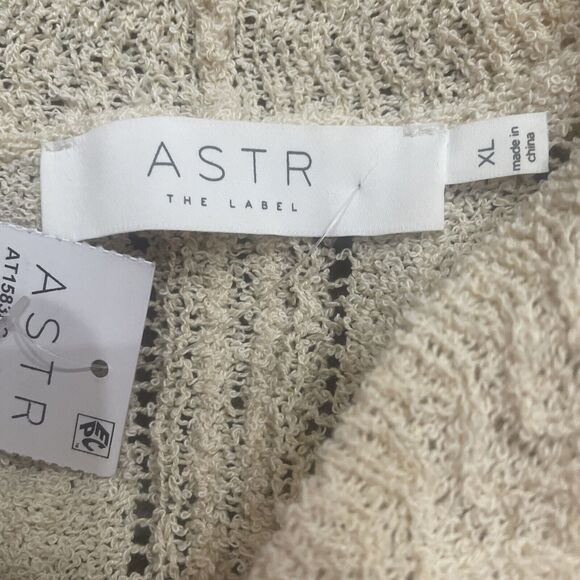 ASTR
THE LABEL
XL
made in
china
ASTR